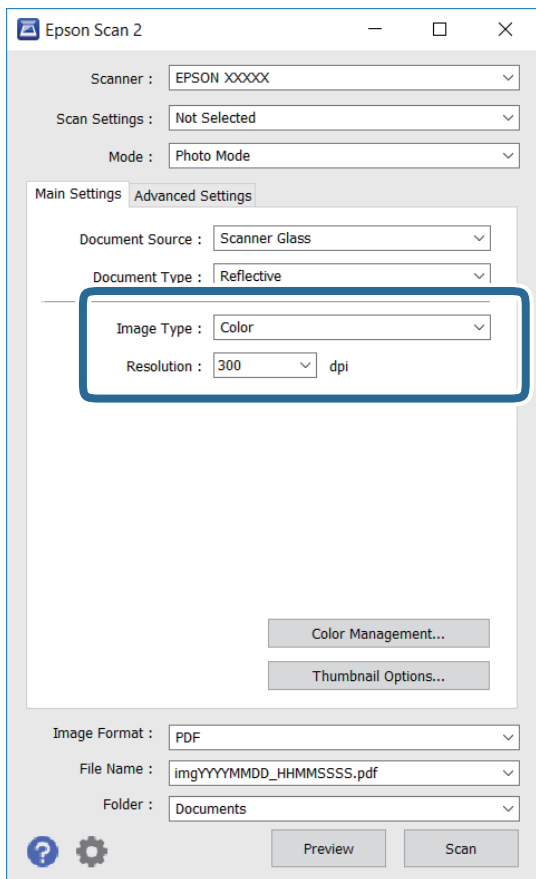 Epson Scan 2
Scanner : EPSON XXXXX
Scan Settings : Not Selected
Mode : Photo Mode
Main Settings Advanced Settings
Document Source : Scanner Glass
Document Type : Reflective
Image Type : Color
Resolution : 300 dpi
Color Management...
Thumbnail Options...
Image Format : PDF
File Name : imgYYYYMMDD_HHMMSSSS.pdf
Folder : Documents
? Preview Scan